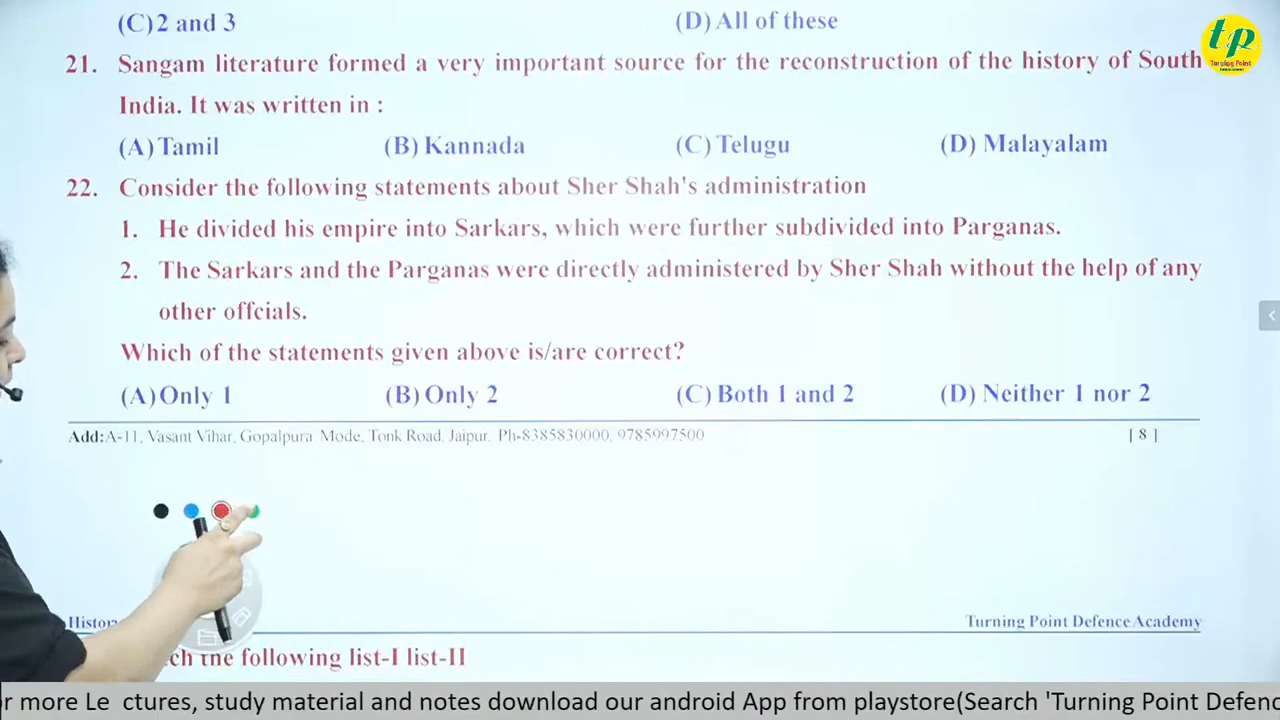 (C) 2 and 3 (D) All of these
21. Sangam literature formed a very important source for the reconstruction of the history of South
India. It was written in :
(A) Tamil (B) Kannada (C) Telugu (D) Malayalam
22. Consider the following statements about Sher Shah's administration
1. He divided his empire into Sarkars, which were further subdivided into Parganas.
2. The Sarkars and the Parganas were directly administered by Sher Shah without the help of any
other offcials.
Which of the statements given above is/are correct?
(A) Only 1 (B) Only 2 (C) Both 1 and 2 (D) Neither 1 nor 2
Add:A-11, Vasant Vihar, Gopalpura Mode, Tonk Road, Jaipur, Ph-8385830000, 9785997500 | 8 |
Turning Point Defence Academy
the following list-I list-II
tp
Turning Point
more Le ctures, study material and notes download our android App from playstore(Search 'Turning Point